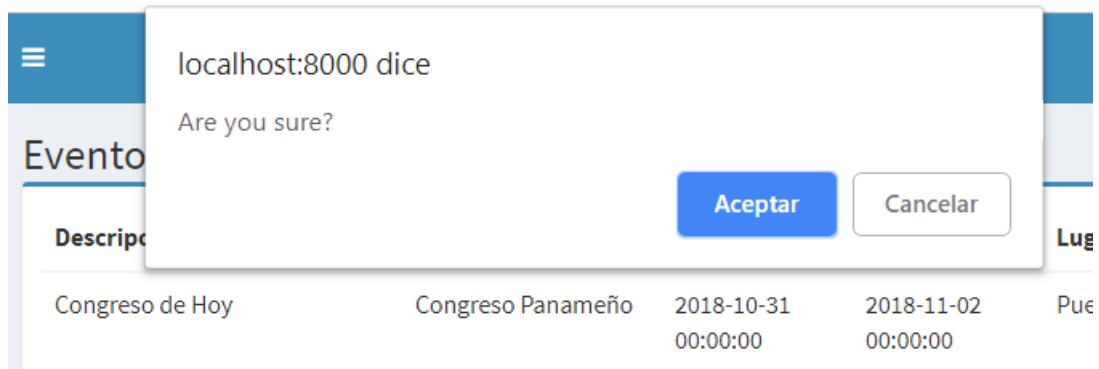 localhost:8000 dice
Are you sure?
Aceptar Cancelar
Evento
Descripc Lug
Congreso de Hoy Congreso Panameño 2018-10-31 2018-11-02 Pue
00:00:00 00:00:00